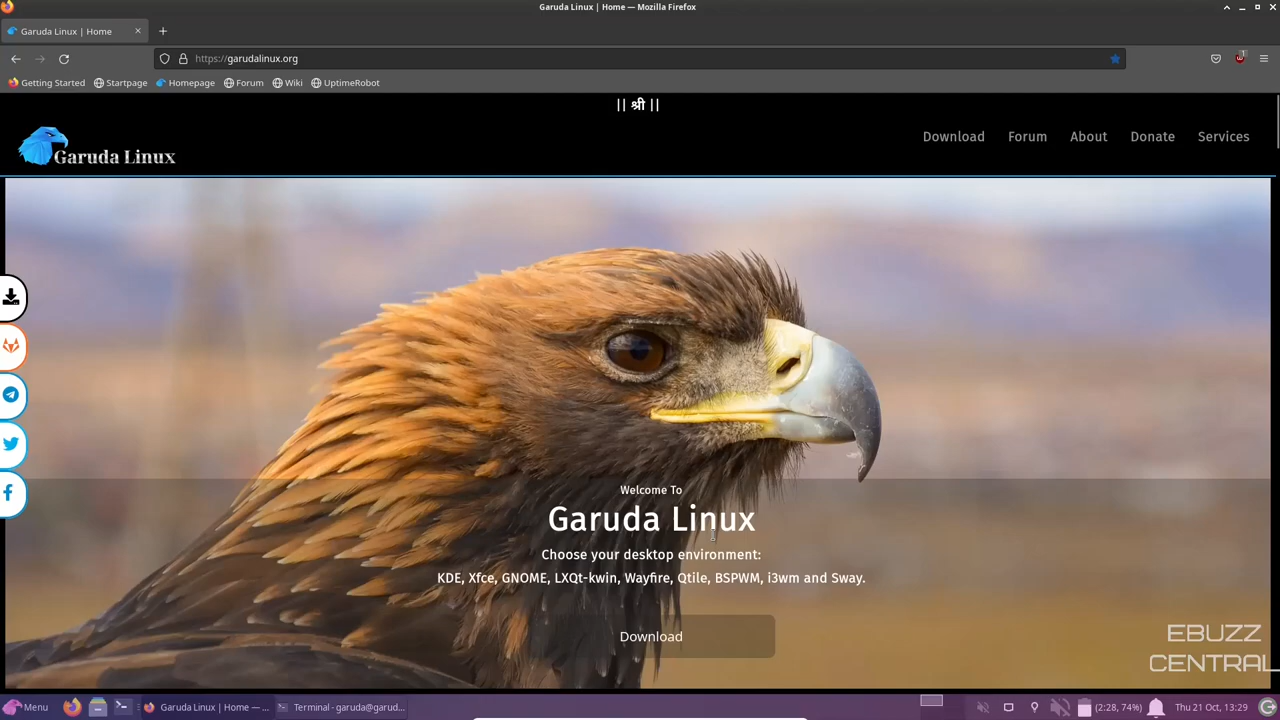 Garuda Linux | Home — Mozilla Firefox
Garuda Linux | Home
https://garudalinux.org
Getting Started Startpage Homepage Forum Wiki UptimeRobot
|| श्री ||
Garuda Linux
Download Forum About Donate Services
Welcome To
Garuda Linux
Choose your desktop environment:
KDE, Xfce, GNOME, LXQt-kwin, Wayfire, Qtile, BSPWM, i3wm and Sway.
Download
EBUZZ
CENTRAL
Menu Garuda Linux | Home — ... Terminal - garuda@garud... (2:28, 74%) Thu 21 Oct, 13:29